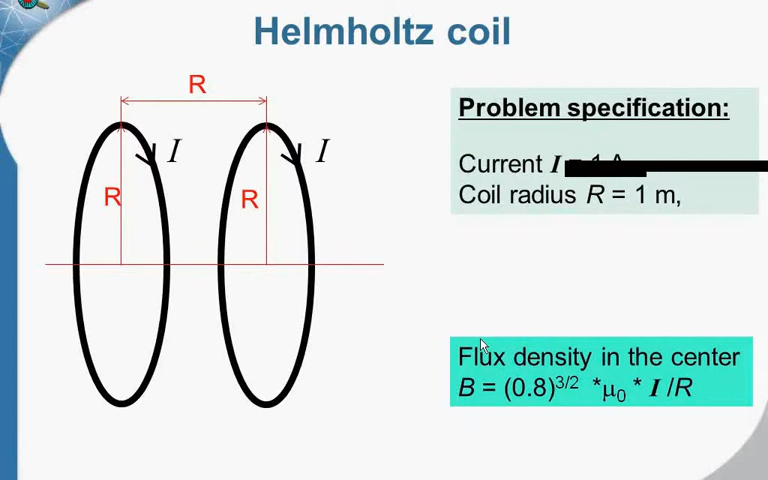 Helmholtz coil
R
I
I
R
R
Problem specification:
Current I
Coil radius R = 1 m,
Flux density in the center
B = (0.8)^3/2 *μ₀ * I /R